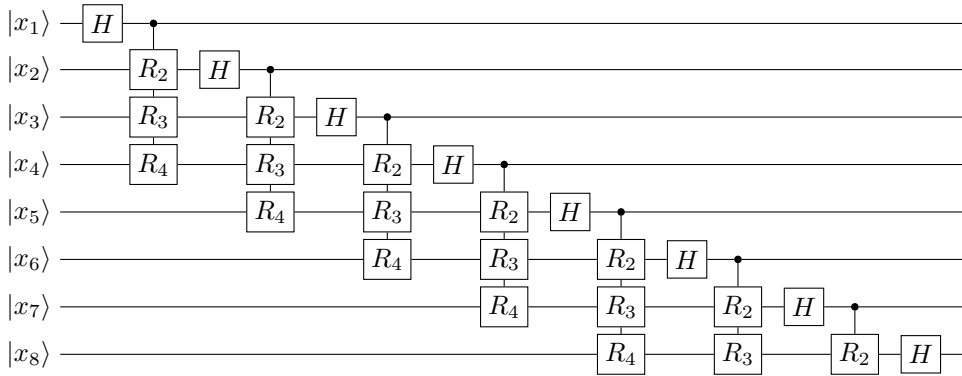 |x₁⟩ H
|x₂⟩ R₂ H
|x₃⟩ R₃ R₂ H
|x₄⟩ R₄ R₃ R₂ H
|x₅⟩ R₄ R₃ R₂ H
|x₆⟩ R₄ R₃ R₂ H
|x₇⟩ R₄ R₃ R₂ H
|x₈⟩ R₄ R₃ R₂ H